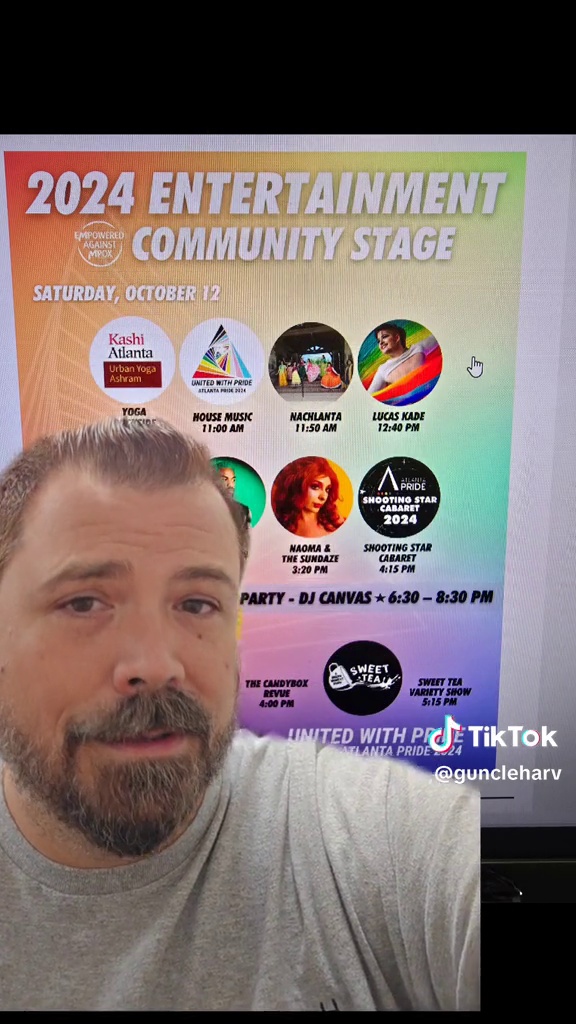 2024 ENTERTAINMENT
EMPOWERED
AGAINST
MPOX
COMMUNITY STAGE
SATURDAY, OCTOBER 12
Kashi
Atlanta
Urban Yoga
Ashram
UNITED WITH PRIDE
ATLANTA PRIDE 2024
YOGA
HOUSE MUSIC
11:00 AM
NACHLANTA
11:50 AM
LUCAS KADE
12:40 PM
ATLANTA
PRIDE
SHOOTING STAR
CABARET
2024
NAOMA &
THE SUNDAZE
3:20 PM
SHOOTING STAR
CABARET
4:15 PM
PARTY - DJ CANVAS ★ 6:30 – 8:30 PM
THE CANDYBOX
REVUE
4:00 PM
SWEET
TEA
SWEET TEA
VARIETY SHOW
5:15 PM
UNITED WITH PRIDE
ATLANTA PRIDE 2024
TikTok
@guncleharv